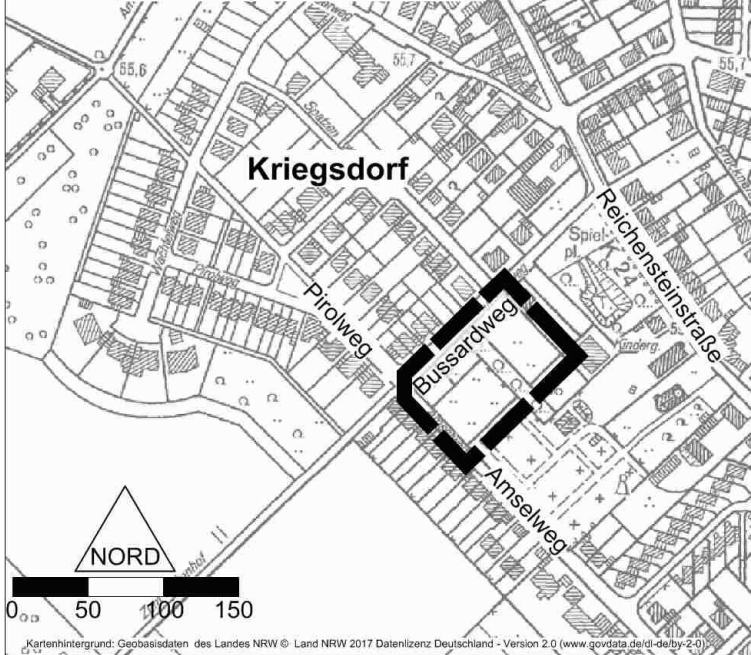 55,6
55,7
55,7
Kriegsdorf
Reichensteinstraße
Spiel-
pl.
Pirolweg
Bussardweg
Künderg.
Amselweg
NORD
0 50 100 150
Kartenhintergrund: Geobasisdaten des Landes NRW © Land NRW 2017 Datenlizenz Deutschland - Version 2.0 (www.govdata.de/dl-de/by-2-0)